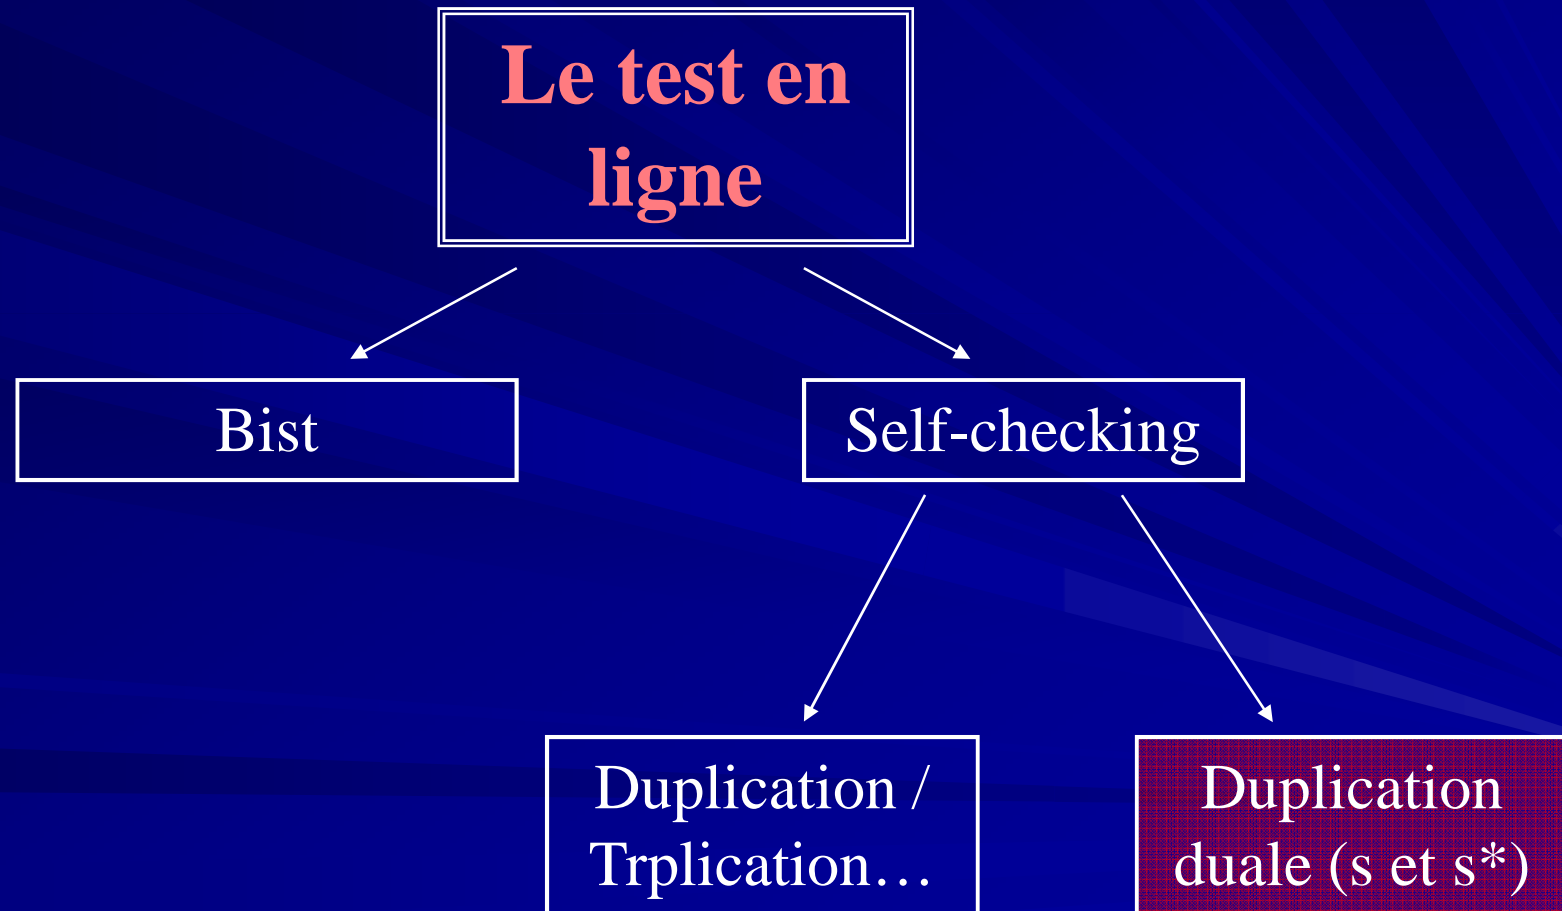 Le test en
ligne
Bist
Self-checking
Duplication /
Trplication…
Duplication
duale (s et s*)